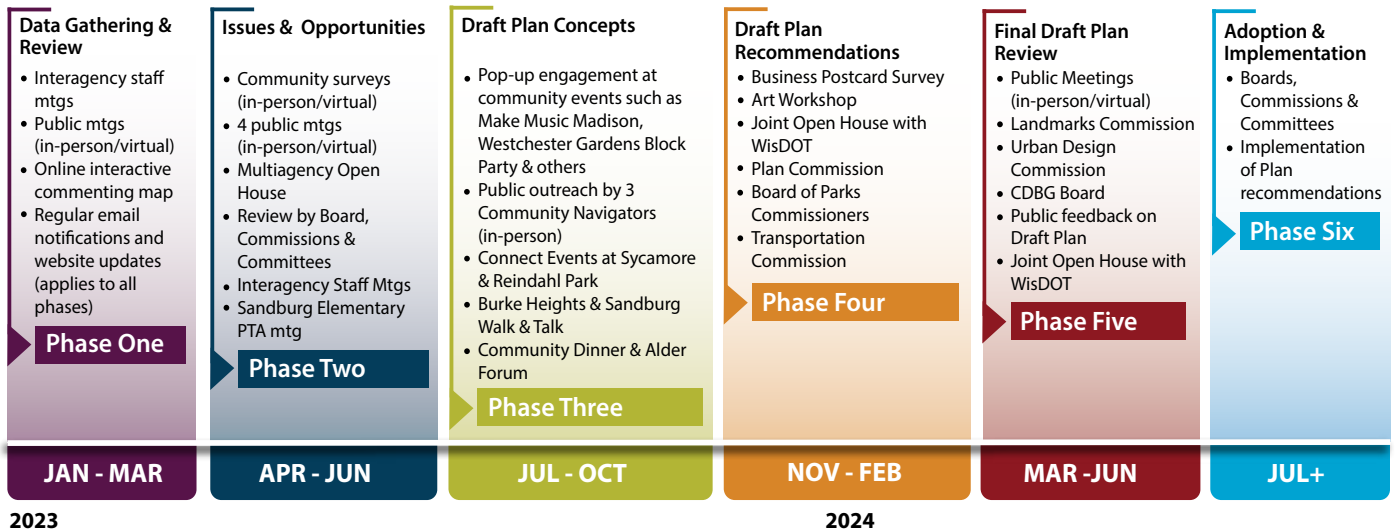 Data Gathering &
Review
• Interagency staff
mtgs
• Public mtgs
(in-person/virtual)
• Online interactive
commenting map
• Regular email
notifications and
website updates
(applies to all
phases)
Phase One
JAN - MAR
2023
Issues & Opportunities
• Community surveys
(in-person/virtual)
• 4 public mtgs
(in-person/virtual)
• Multiagency Open
House
• Review by Board,
Commissions &
Committees
• Interagency Staff Mtgs
• Sandburg Elementary
PTA mtg
Phase Two
APR - JUN
Draft Plan Concepts
• Pop-up engagement at
community events such as
Make Music Madison,
Westchester Gardens Block
Party & others
• Public outreach by 3
Community Navigators
(in-person)
• Connect Events at Sycamore
& Reindahl Park
• Burke Heights & Sandburg
Walk & Talk
• Community Dinner & Alder
Forum
Phase Three
JUL - OCT
Draft Plan
Recommendations
• Business Postcard Survey
• Art Workshop
• Joint Open House with
WisDOT
• Plan Commission
• Board of Parks
Commissioners
• Transportation
Commission
Phase Four
NOV - FEB
2024
Final Draft Plan
Review
• Public Meetings
(in-person/virtual)
• Landmarks Commission
• Urban Design
Commission
• CDBG Board
• Public feedback on
Draft Plan
• Joint Open House with
WisDOT
Phase Five
MAR -JUN
Adoption &
Implementation
• Boards,
Commissions &
Committees
• Implementation
of Plan
recommendations
Phase Six
JUL+